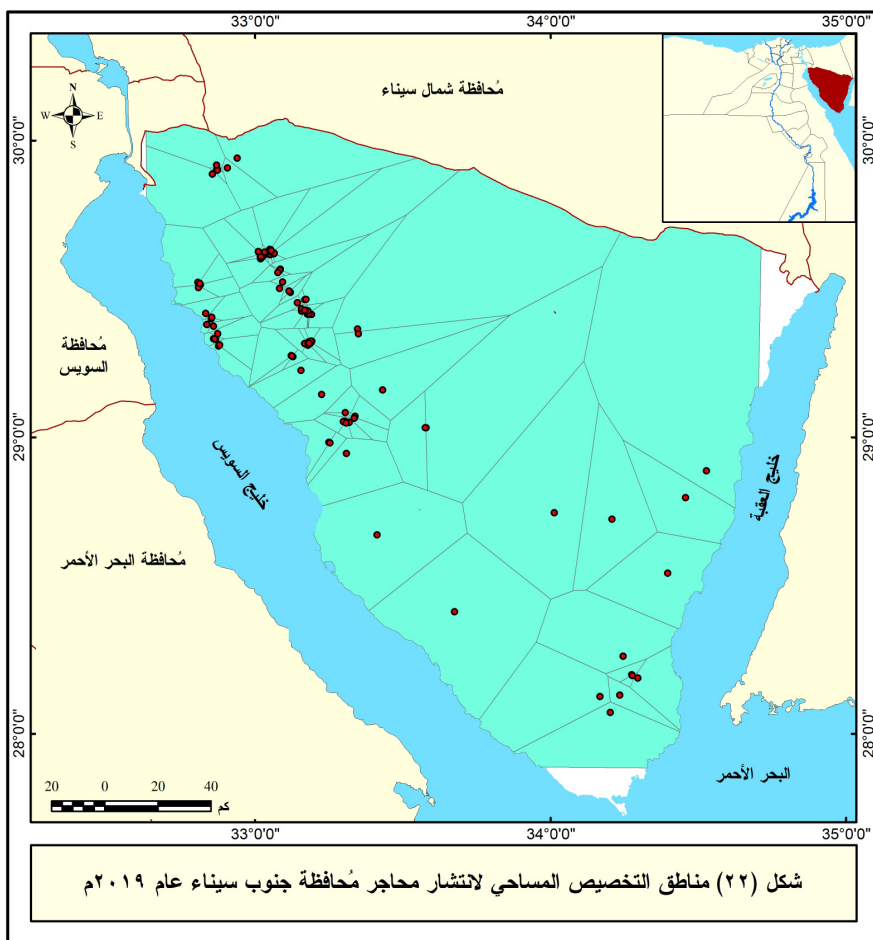 33°0'0"
34°0'0"
35°0'0"
مُحافظة شمال سيناء
N
W
E
S
30°0'0"
30°0'0"
مُحافظة
السويس
خليج السويس
خليج العقبة
29°0'0"
29°0'0"
مُحافظة البحر الأحمر
28°0'0"
28°0'0"
البحر الأحمر
20
0
40
كم
33°0'0"
34°0'0"
35°0'0"
شكل (٢٢) مناطق التخصيص المساحي لانتشار محاجر مُحافظة جنوب سيناء عام ٢٠١٩م